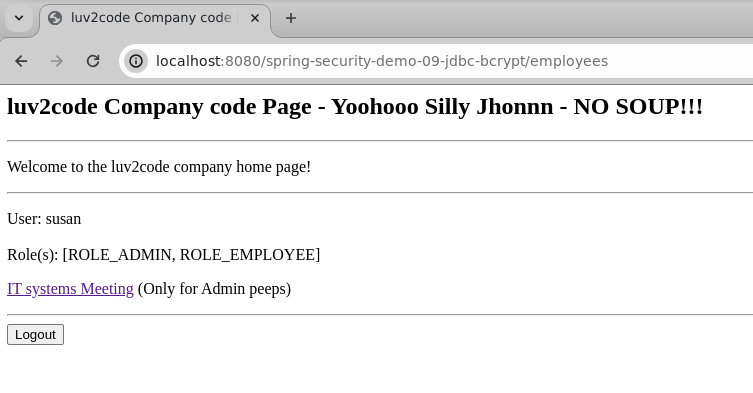 luv2code Company code
localhost:8080/spring-security-demo-09-jdbc-bcrypt/employees
luv2code Company code Page - Yoohooo Silly Jhonnn - NO SOUP!!!
Welcome to the luv2code company home page!
User: susan
Role(s): [ROLE_ADMIN, ROLE_EMPLOYEE]
IT systems Meeting (Only for Admin peeps)
Logout